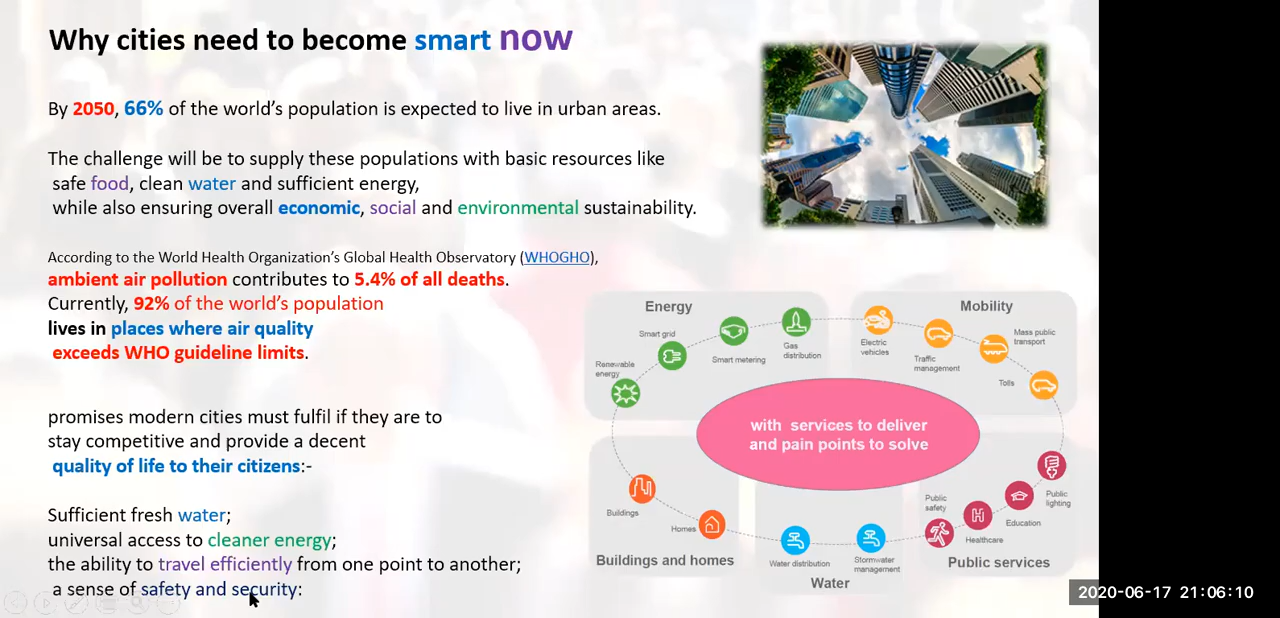 Why cities need to become smart now
By 2050, 66% of the world's population is expected to live in urban areas.
The challenge will be to supply these populations with basic resources like
safe food, clean water and sufficient energy,
while also ensuring overall economic, social and environmental sustainability.
According to the World Health Organization's Global Health Observatory (WHOGHO),
ambient air pollution contributes to 5.4% of all deaths.
Currently, 92% of the world's population
lives in places where air quality
exceeds WHO guideline limits.
promises modern cities must fulfil if they are to
stay competitive and provide a decent
quality of life to their citizens:-
Sufficient fresh water;
universal access to cleaner energy;
the ability to travel efficiently from one point to another;
a sense of safety and security:
Energy
Smart grid
Renewable
energy
Smart metering
Gas
distribution
Mobility
Electric
vehicles
Traffic
management
Mass public
transport
Tolls
with services to deliver
and pain points to solve
Buildings
Homes
Buildings and homes
Water distribution
Stormwater
management
Water
Public
safety
Healthcare
Education
Public
lighting
Public services
2020-06-17 21:06:10